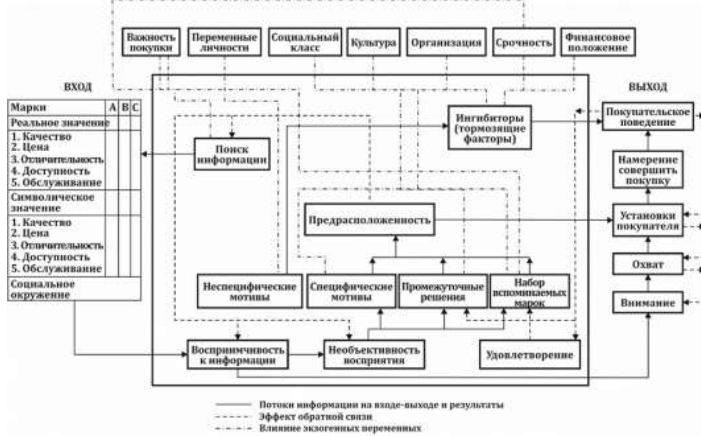 Важность
покупки
Переменные
личности
Социальный
класс
Культура
Организация
Срочность
Финансовое
положение
ВХОД
ВЫХОД
Марки А В С
Реальное значение
1. Качество
2. Цена
3. Отличительность
4. Доступность
5. Обслуживание
Символическое
значение
1. Качество
2. Цена
3. Отличительность
4. Доступность
5. Обслуживание
Социальное
окружение
Поиск
информации
Ингибиторы
(тормозящие
факторы)
Покупательское
поведение
Намерение
совершить
покупку
Предрасположенность
Установки
покупателя
Охват
Неспецифические
мотивы
Специфические
мотивы
Промежуточные
решения
Набор
вспоминаемых
марок
Внимание
Восприимчивость
к информации
Необъективность
восприятия
Удовлетворение
Потоки информации на входе-выходе и результаты
Эффект обратной связи
Влияние экзогенных переменных